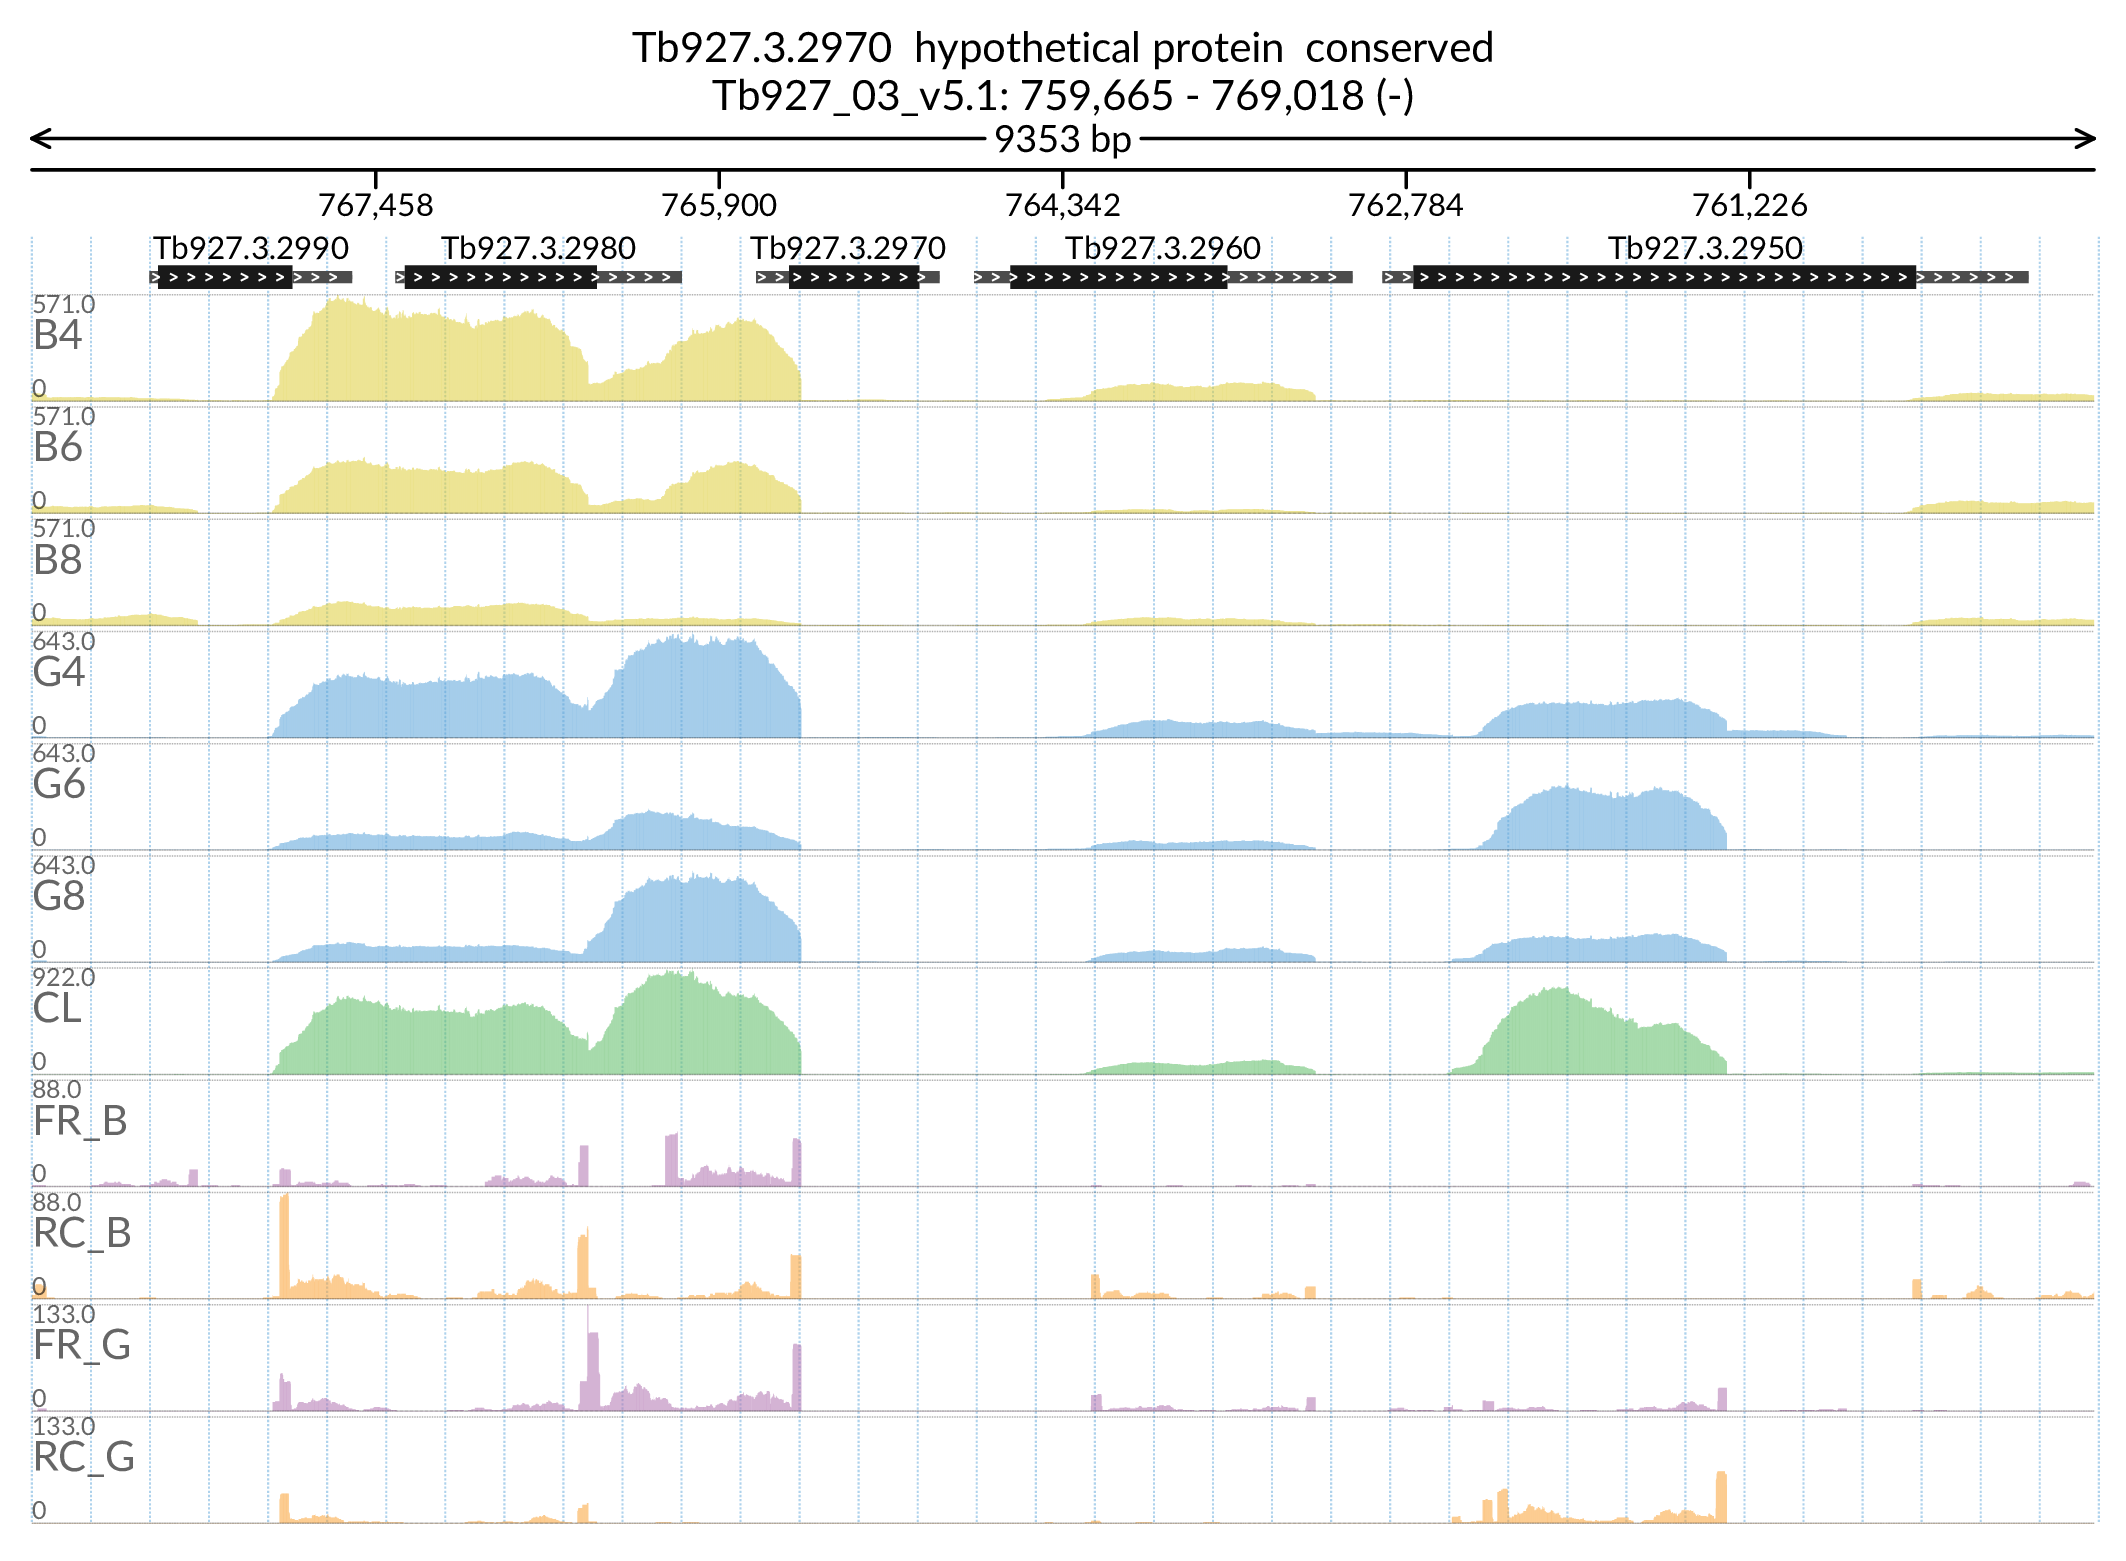 Tb927.3.2970 hypothetical protein conserved
Tb927_03_v5.1: 759,665 - 769,018 (-)
9353 bp
767,458 765,900 764,342 762,784 761,226
Tb927.3.2990 Tb927.3.2980 Tb927.3.2970 Tb927.3.2960 Tb927.3.2950
571.0
B4
0
571.0
B6
0
571.0
B8
0
643.0
G4
0
643.0
G6
0
643.0
G8
0
922.0
CL
0
88.0
FR_B
0
88.0
RC_B
0
133.0
FR_G
0
133.0
RC_G
0